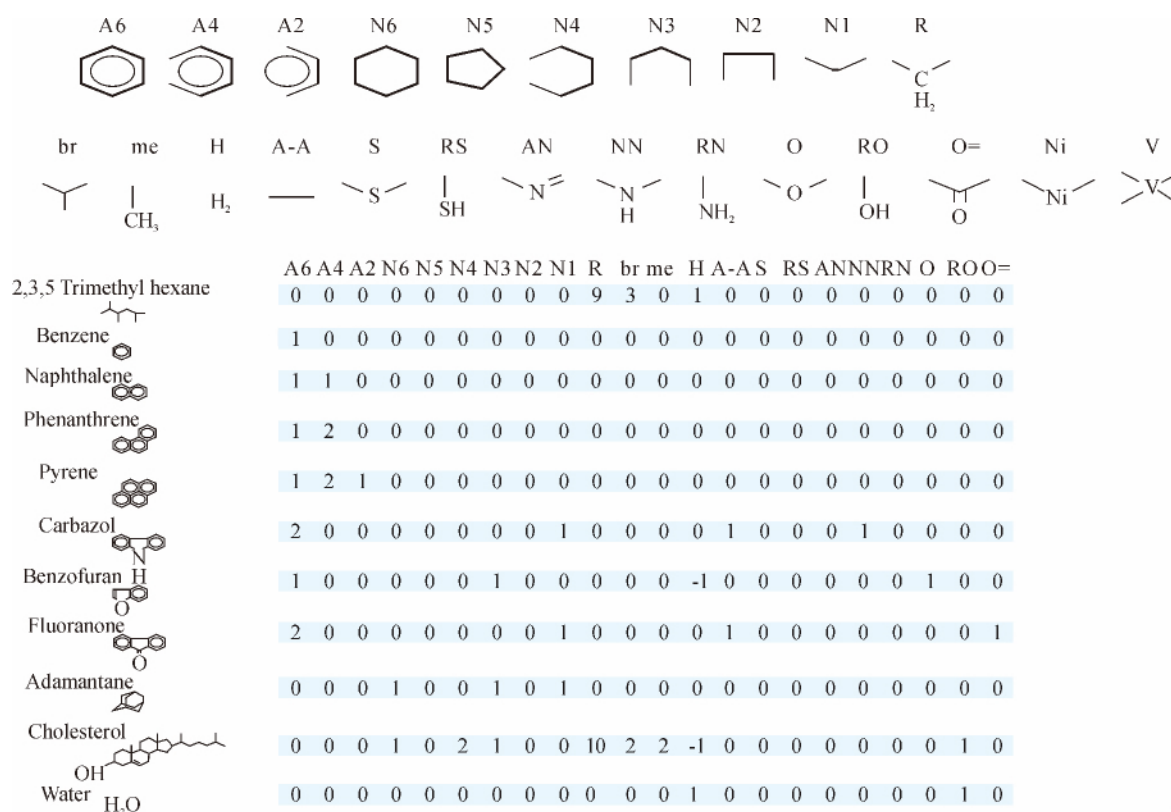 A6 A4 A2 N6 N5 N4 N3 N2 N1 R
C
H2
br me H A-A S RS AN NN RN O RO O= Ni V
CH3 H2 S SH N N H NH2 O OH O Ni V
A6 A4 A2 N6 N5 N4 N3 N2 N1 R br me H A-A S RS AN NN RN O RO O=
2,3,5 Trimethyl hexane 0 0 0 0 0 0 0 0 0 9 3 0 1 0 0 0 0 0 0 0 0 0
Benzene 1 0 0 0 0 0 0 0 0 0 0 0 0 0 0 0 0 0 0 0 0 0
Naphthalene 1 1 0 0 0 0 0 0 0 0 0 0 0 0 0 0 0 0 0 0 0 0
Phenanthrene 1 2 0 0 0 0 0 0 0 0 0 0 0 0 0 0 0 0 0 0 0 0
Pyrene 1 2 1 0 0 0 0 0 0 0 0 0 0 0 0 0 0 0 0 0 0 0
Carbazol 2 0 0 0 0 0 0 0 1 0 0 0 0 1 0 0 0 1 0 0 0 0
N
H
Benzofuran 1 0 0 0 0 0 1 0 0 0 0 0 -1 0 0 0 0 0 0 1 0 0
O
Fluoranone 2 0 0 0 0 0 0 0 1 0 0 0 0 1 0 0 0 0 0 0 0 1
O
Adamantane 0 0 0 1 0 0 1 0 1 0 0 0 0 0 0 0 0 0 0 0 0 0
Cholesterol 0 0 0 1 0 2 1 0 0 10 2 2 -1 0 0 0 0 0 0 0 1 0
OH
Water H2O 0 0 0 0 0 0 0 0 0 0 0 0 1 0 0 0 0 0 0 0 1 0